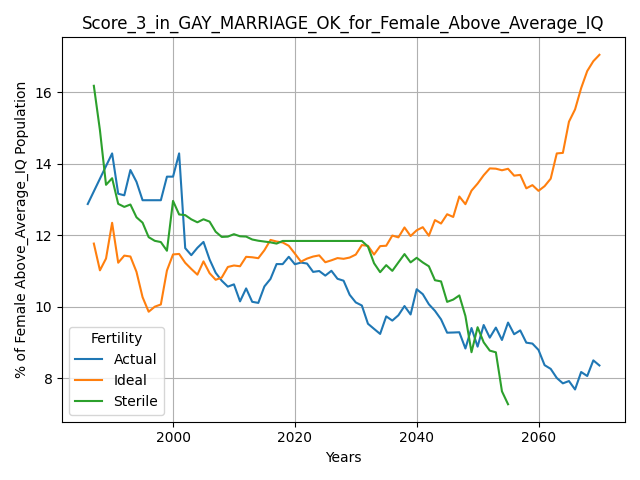 Score_3_in_GAY_MARRIAGE_OK_for_Female_Above_Average_IQ
% of Female Above_Average_IQ Population
16
14
12
10
8
Fertility
Actual
Ideal
Sterile
2000 2020 2040 2060
Years